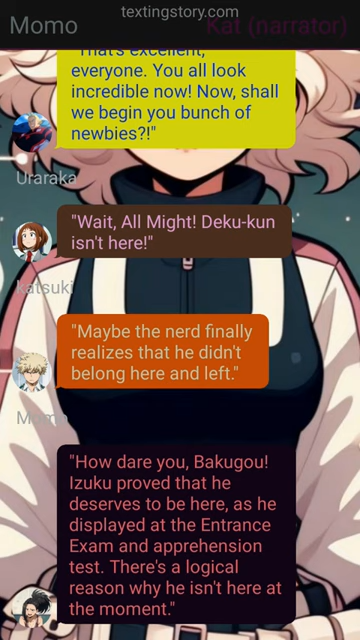 textingstory.com
Momo
Kat (narrator)
"That's excellent,
everyone. You all look
incredible now! Now, shall
we begin you bunch of
newbies?!"
Uraraka
"Wait, All Might! Deku-kun
isn't here!"
katsuki
"Maybe the nerd finally
realizes that he didn't
belong here and left."
Momo
"How dare you, Bakugou!
Izuku proved that he
deserves to be here, as he
displayed at the Entrance
Exam and apprehension
test. There's a logical
reason why he isn't here at
the moment."